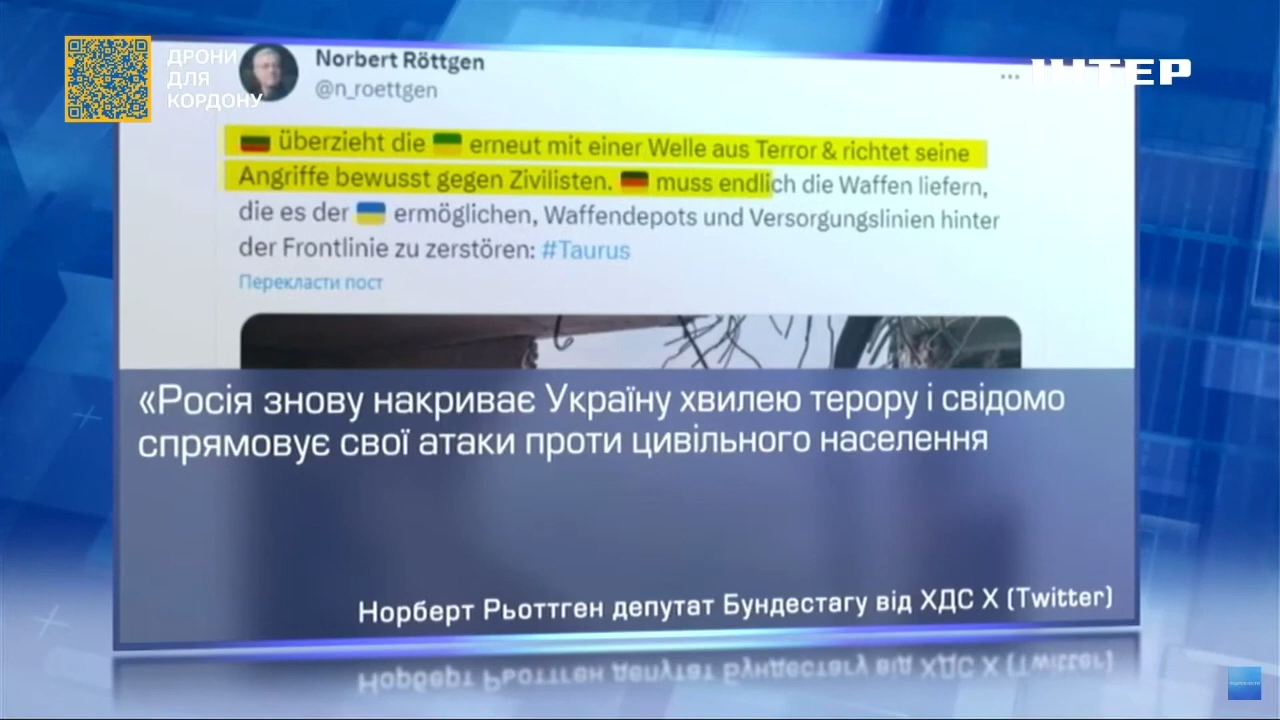 ДРОНИ
ДЛЯ
КОРДОНУ
ІНТЕР
Norbert Röttgen
@n_roettgen
überzieht die erneut mit einer Welle aus Terror & richtet seine
Angriffe bewusst gegen Zivilisten. muss endlich die Waffen liefern,
die es der ermöglichen, Waffendepots und Versorgungslinien hinter
der Frontlinie zu zerstören: #Taurus
Перекласти пост
«Росія знову накриває Україну хвилею терору і свідомо
спрямовує свої атаки проти цивільного населення
Норберт Рьоттген депутат Бундестагу від ХДС X (Twitter)